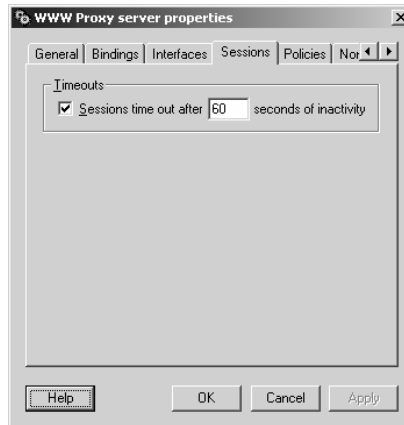 WWW Proxy server properties
General Bindings Interfaces Sessions Policies
Timeouts
Sessions time out after 60 seconds of inactivity
Help OK Cancel Apply